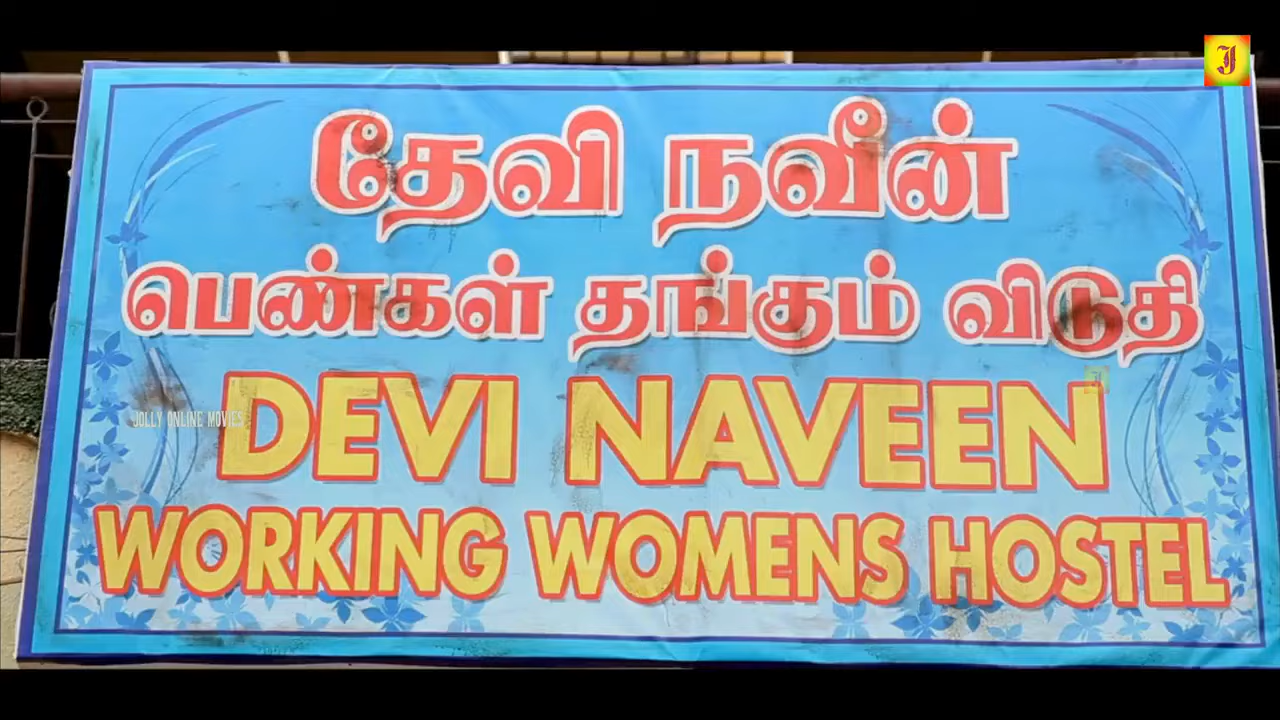 J
தேவி நவீன்
பெண்கள் தங்கும் விடுதி
DEVI NAVEEN
JOLLY ONLINE MOVIES
WORKING WOMENS HOSTEL